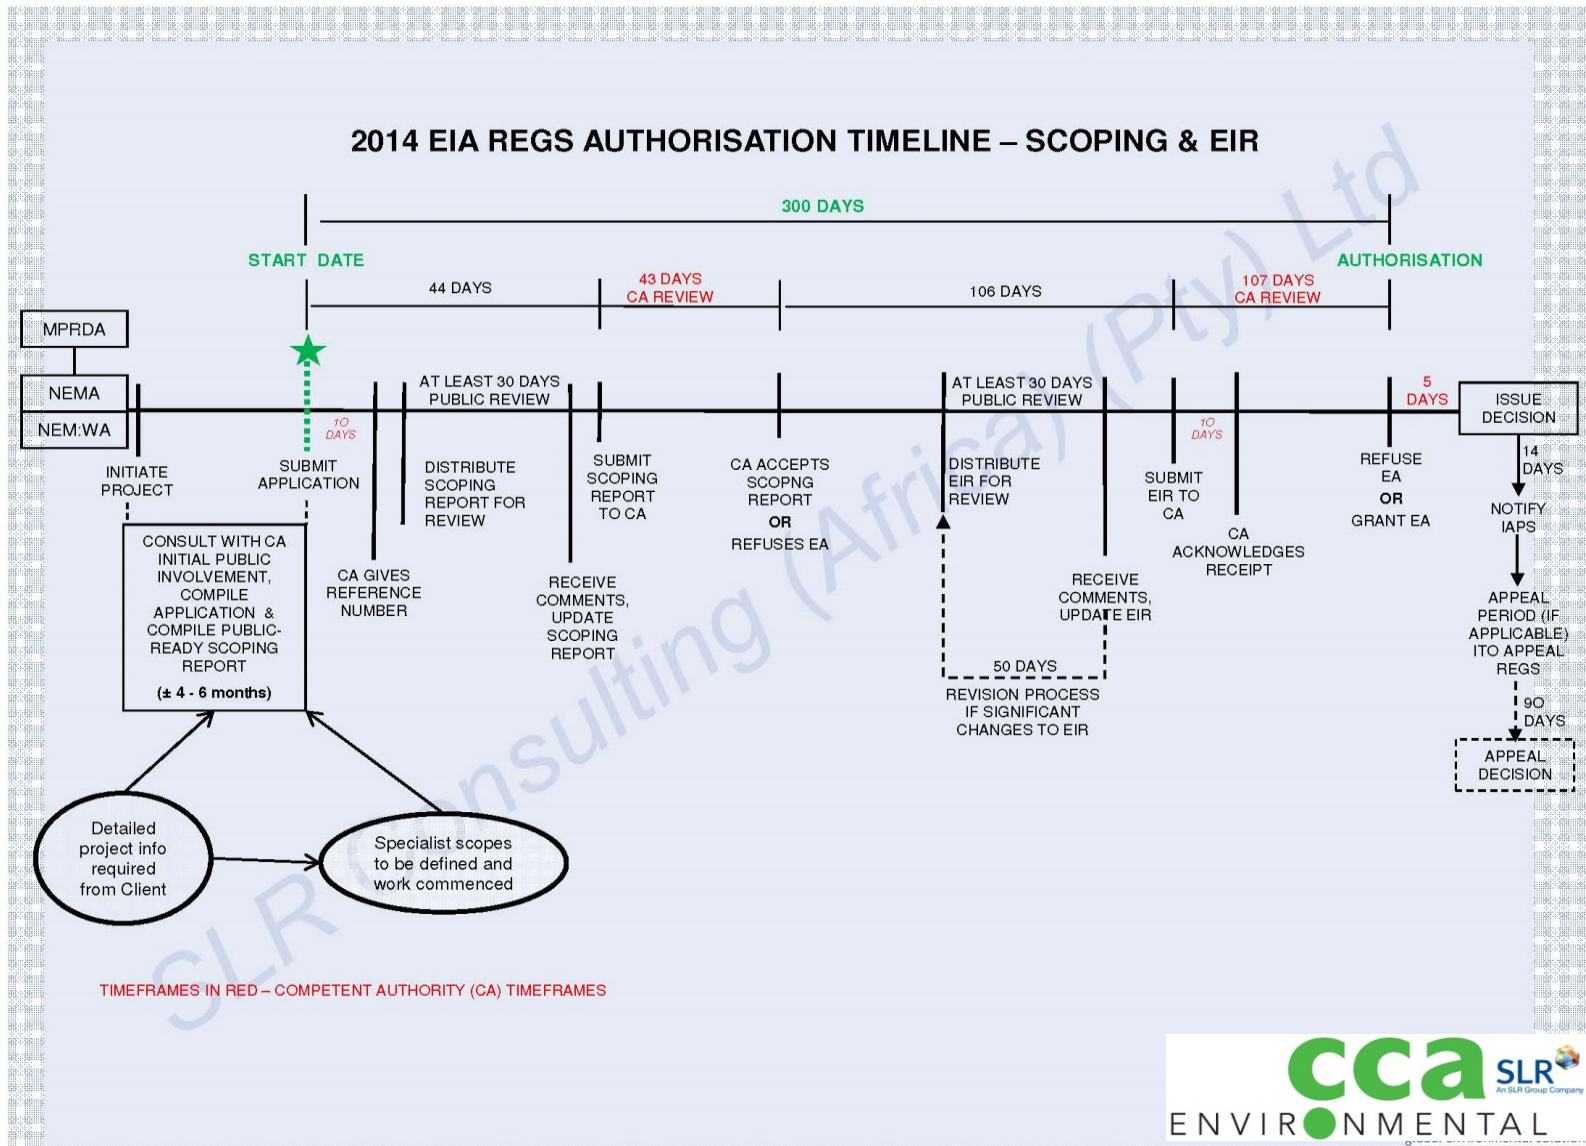 2014 EIA REGS AUTHORISATION TIMELINE – SCOPING & EIR
300 DAYS
START DATE
AUTHORISATION
44 DAYS
43 DAYS
CA REVIEW
106 DAYS
107 DAYS
CA REVIEW
MPRDA
NEMA
NEM:WA
INITIATE
PROJECT
10
DAYS
SUBMIT
APPLICATION
AT LEAST 30 DAYS
PUBLIC REVIEW
DISTRIBUTE
SCOPING
REPORT FOR
REVIEW
CA GIVES
REFERENCE
NUMBER
RECEIVE
COMMENTS,
UPDATE
SCOPING
REPORT
SUBMIT
SCOPING
REPORT
TO CA
CA ACCEPTS
SCOPNG
REPORT
OR
REFUSES EA
AT LEAST 30 DAYS
PUBLIC REVIEW
DISTRIBUTE
EIR FOR
REVIEW
RECEIVE
COMMENTS,
UPDATE EIR
50 DAYS
REVISION PROCESS
IF SIGNIFICANT
CHANGES TO EIR
SUBMIT
EIR TO
CA
10
DAYS
CA
ACKNOWLEDGES
RECEIPT
REFUSE
EA
OR
GRANT EA
5
DAYS
ISSUE
DECISION
14
DAYS
NOTIFY
IAPS
APPEAL
PERIOD (IF
APPLICABLE)
ITO APPEAL
REGS
90
DAYS
APPEAL
DECISION
CONSULT WITH CA
INITIAL PUBLIC
INVOLVEMENT,
COMPILE
APPLICATION &
COMPILE PUBLIC-
READY SCOPING
REPORT
(± 4 - 6 months)
Detailed
project info
required
from Client
Specialist scopes
to be defined and
work commenced
TIMEFRAMES IN RED – COMPETENT AUTHORITY (CA) TIMEFRAMES
SLR Consulting (Africa) (Pty) Ltd
cca
ENVIRONMENTAL
SLR
An SLR Group Company